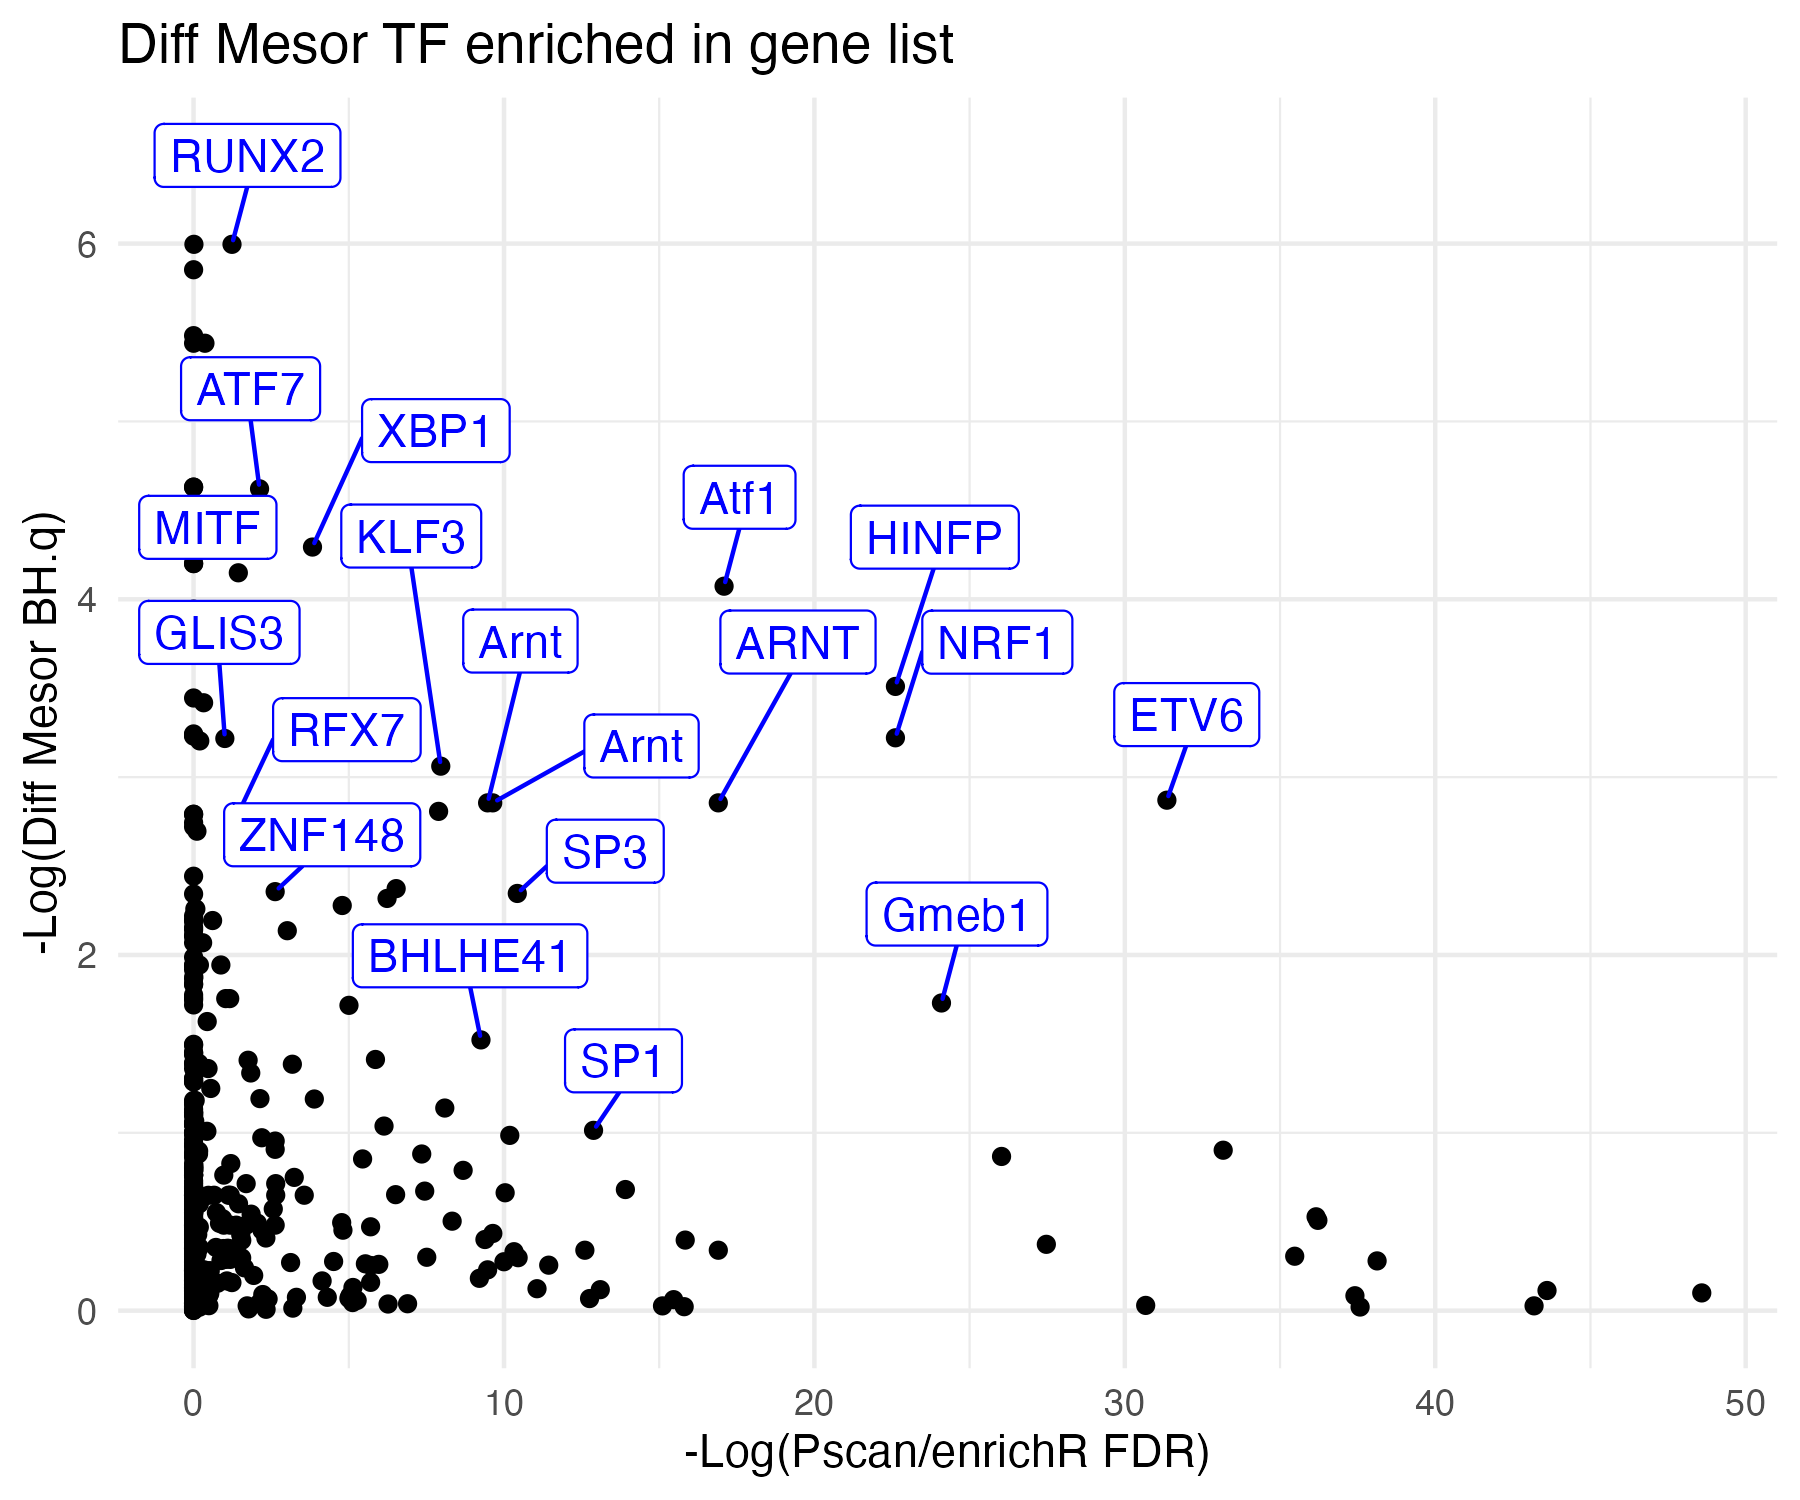 Diff Mesor TF enriched in gene list
RUNX2
ATF7
XBP1
MITF
KLF3
Atf1
HINFP
GLIS3
Arnt
ARNT
NRF1
RFX7
Arnt
ETV6
ZNF148
SP3
Gmeb1
BHLHE41
SP1
-Log(Diff Mesor BH.q)
6
4
2
0
0 10 20 30 40 50
-Log(Pscan/enrichR FDR)